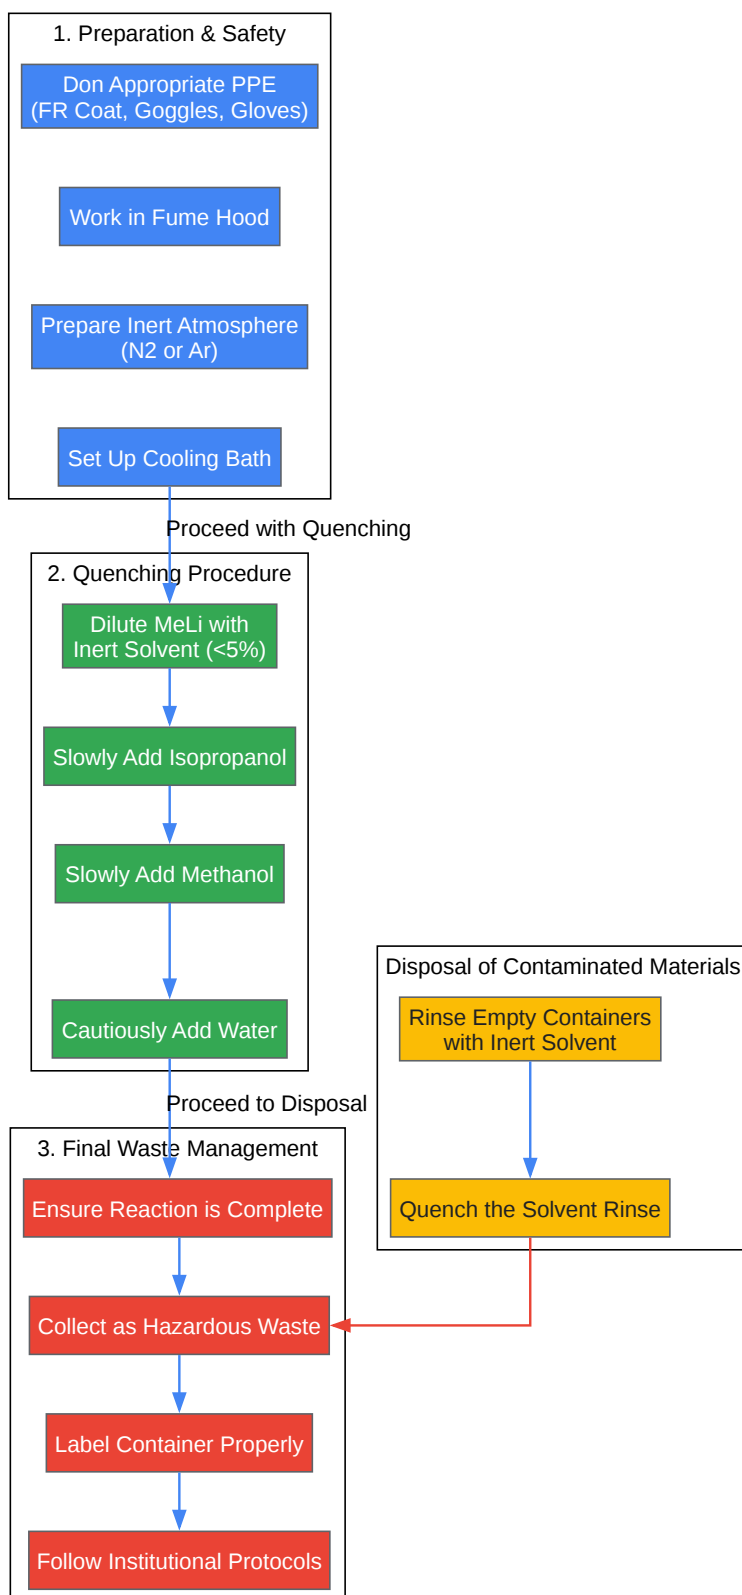 1. Preparation & Safety
Don Appropriate PPE
(FR Coat, Goggles, Gloves)
Work in Fume Hood
Prepare Inert Atmosphere
(N2 or Ar)
Set Up Cooling Bath
Proceed with Quenching
2. Quenching Procedure
Dilute MeLi with
Inert Solvent (<5%)
Slowly Add Isopropanol
Slowly Add Methanol
Cautiously Add Water
Disposal of Contaminated Materials
Rinse Empty Containers
with Inert Solvent
Quench the Solvent Rinse
Proceed to Disposal
3. Final Waste Management
Ensure Reaction is Complete
Collect as Hazardous Waste
Label Container Properly
Follow Institutional Protocols